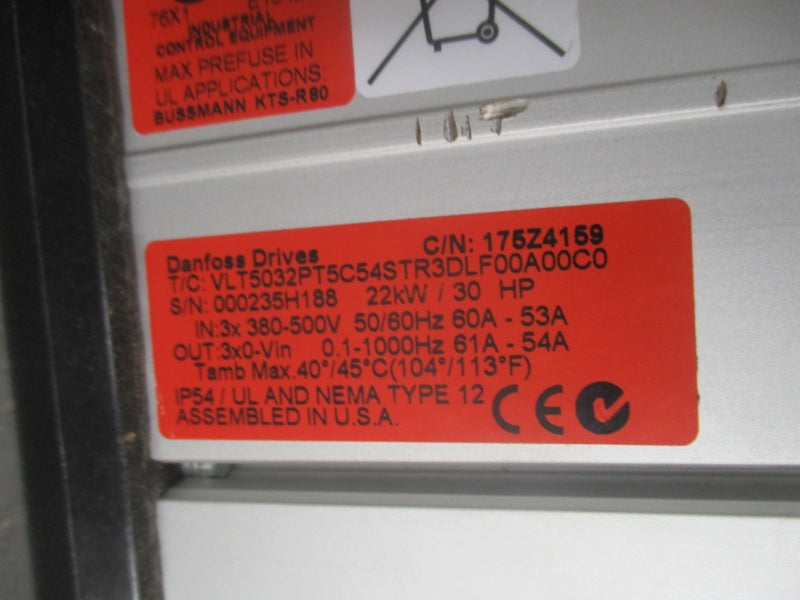 76X1
INDUSTRIAL
CONTROL EQUIPMENT
MAX PREFUSE IN
UL APPLICATIONS:
BUSSMANN KTS-R80
Danfoss Drives C/N: 175Z4159
T/C: VLT5032PT5C54STR3DLF00A00C0
S/N: 000235H188 22kW / 30 HP
IN:3x 380-500V 50/60Hz 60A - 53A
OUT:3x0-Vin 0.1-1000Hz 61A - 54A
Tamb Max.40°/45°C(104°/113°F)
IP54 / UL AND NEMA TYPE 12 CE
ASSEMBLED IN U.S.A.